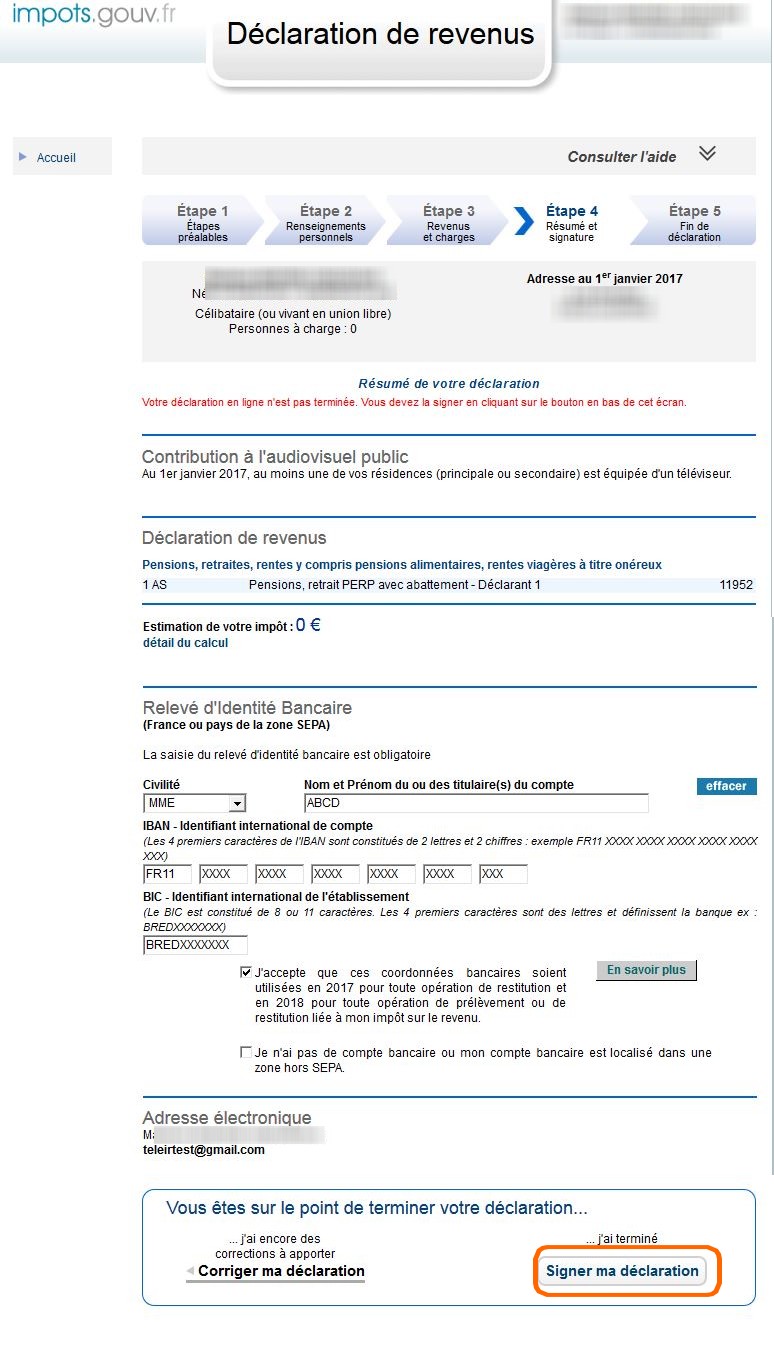 impots.gouv.fr
Déclaration de revenus
Accueil
Consulter l'aide
Étape 1
Étapes
préalables
Étape 2
Renseignements
personnels
Étape 3
Revenus
et charges
Étape 4
Résumé et
signature
Étape 5
Fin de
déclaration
Adresse au 1er janvier 2017
Célibataire (ou vivant en union libre)
Personnes à charge : 0
Résumé de votre déclaration
Votre déclaration en ligne n'est pas terminée. Vous devez la signer en cliquant sur le bouton en bas de cet écran.
Contribution à l'audiovisuel public
Au 1er janvier 2017, au moins une de vos résidences (principale ou secondaire) est équipée d'un téléviseur.
Déclaration de revenus
Pensions, retraites, rentes y compris pensions alimentaires, rentes viagères à titre onéreux
1 AS Pensions, retrait PERP avec abattement - Déclarant 1 11952
Estimation de votre impôt : 0 €
détail du calcul
Relevé d'Identité Bancaire
(France ou pays de la zone SEPA)
La saisie du relevé d'identité bancaire est obligatoire
Civilité Nom et Prénom du ou des titulaire(s) du compte effacer
MME ABCD
IBAN - Identifiant international de compte
(Les 4 premiers caractères de l'IBAN sont constitués de 2 lettres et 2 chiffres : exemple FR11 XXXX XXXX XXXX XXXX XXXX
XXX)
FR11 XXXX XXXX XXXX XXXX XXXX XXX
BIC - Identifiant international de l'établissement
(Le BIC est constitué de 8 ou 11 caractères. Les 4 premiers caractères sont des lettres et définissent la banque ex :
BREDXXXXXXX)
BREDXXXXXXX
J'accepte que ces coordonnées bancaires soient
utilisées en 2017 pour toute opération de restitution et
en 2018 pour toute opération de prélèvement ou de
restitution liée à mon impôt sur le revenu.
En savoir plus
Je n'ai pas de compte bancaire ou mon compte bancaire est localisé dans une
zone hors SEPA.
Adresse électronique
teleirtest@gmail.com
Vous êtes sur le point de terminer votre déclaration...
... j'ai encore des
corrections à apporter
Corriger ma déclaration
... j'ai terminé
Signer ma déclaration